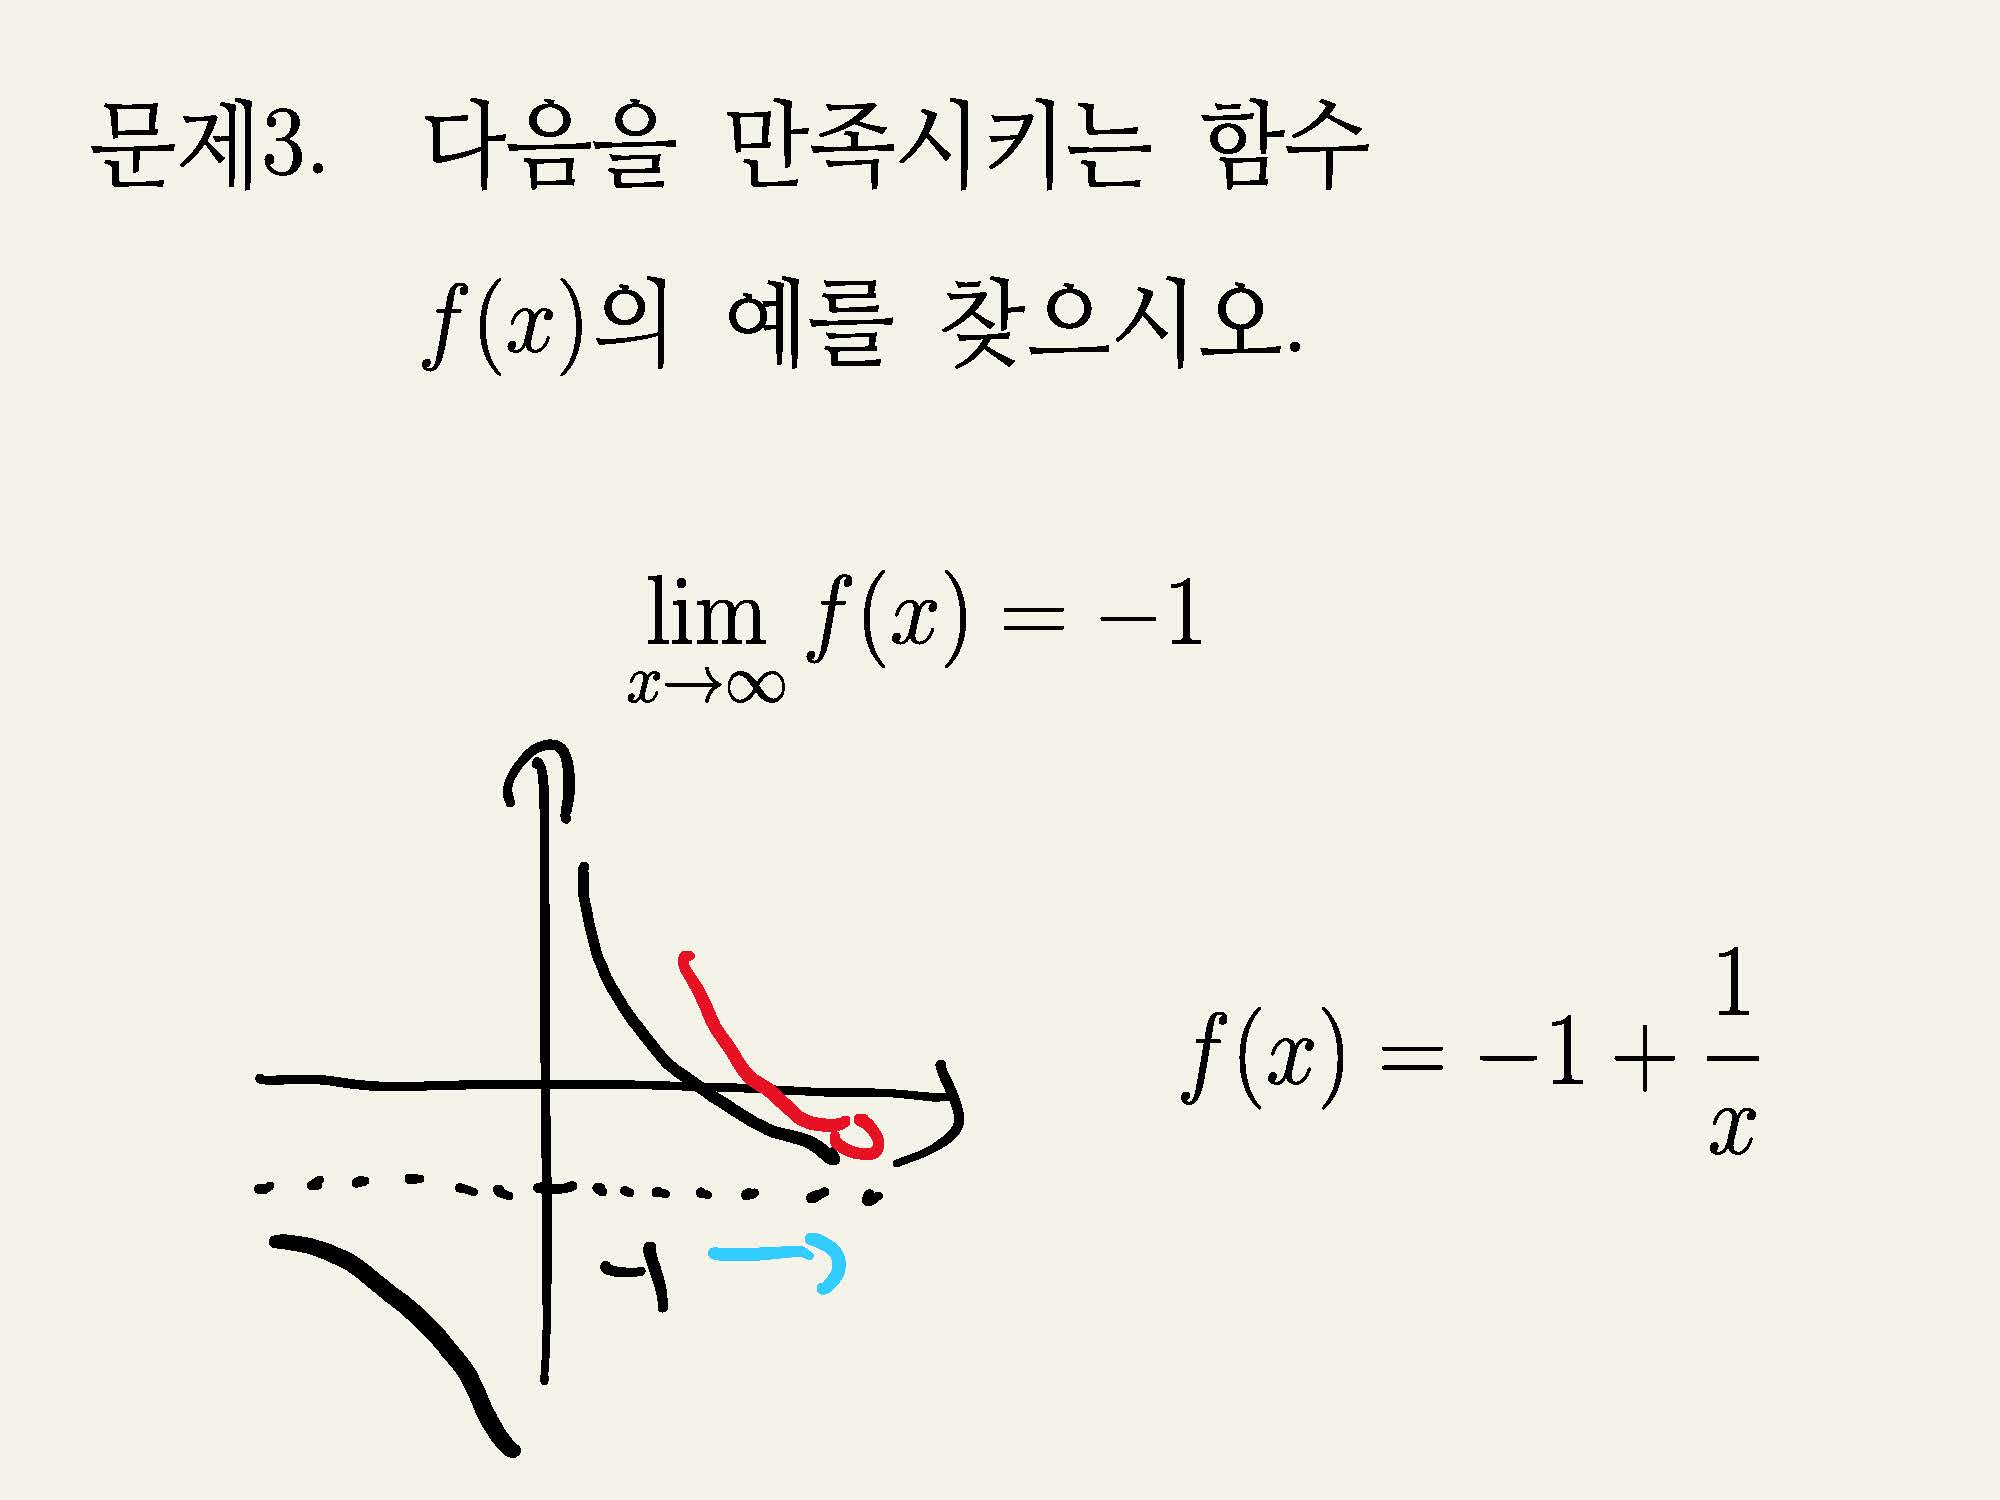 문제3. 다음을 만족시키는 함수
f(x)의 예를 찾으시오.
lim f(x) = −1
x→∞
f(x) = −1 + 1/x
-1